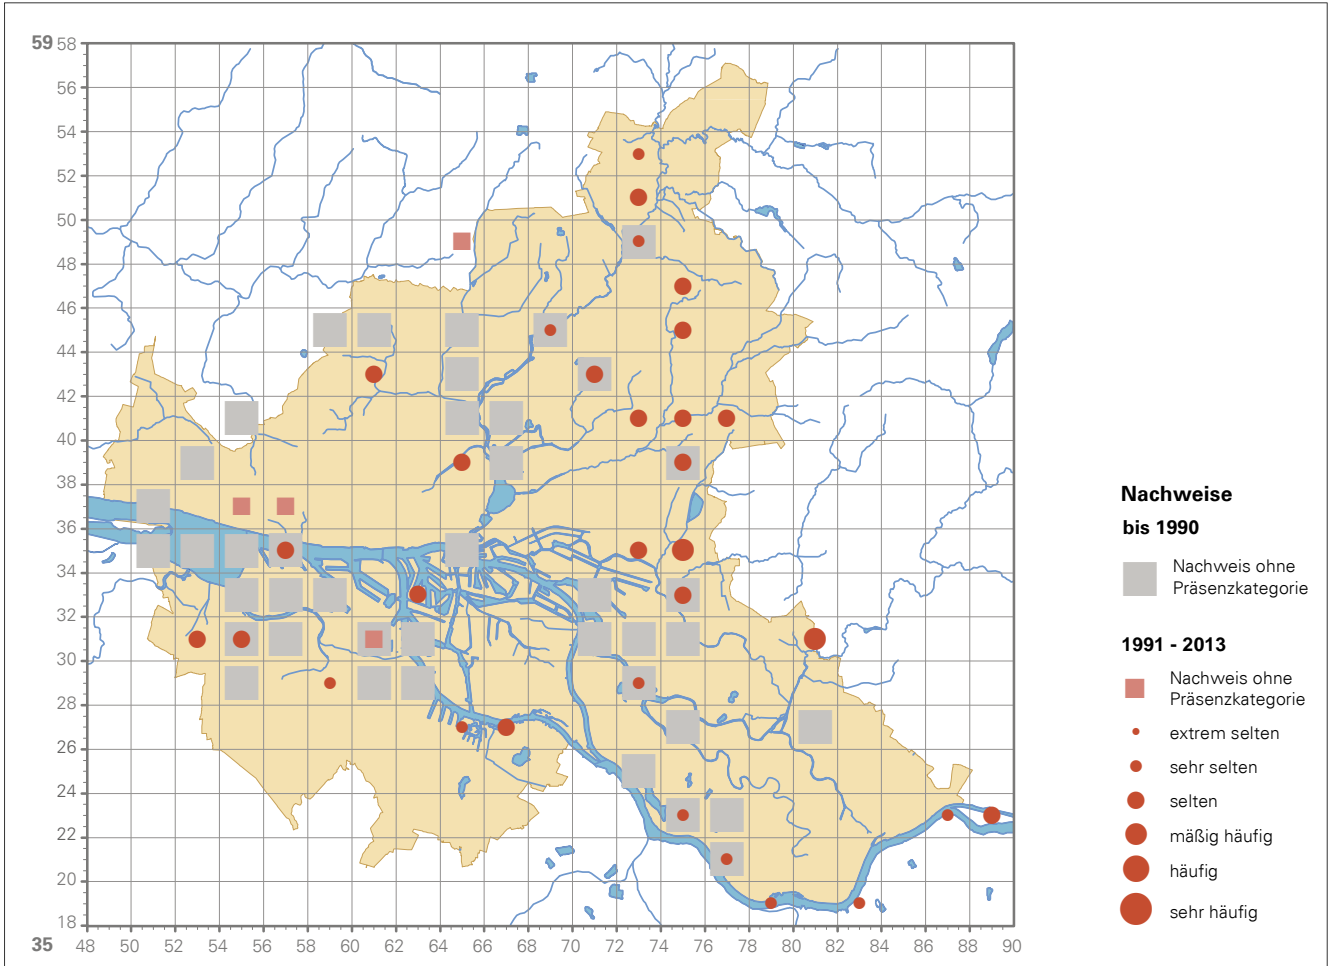 59 58
56
54
52
50
48
46
44
42
40
38
36
34
32
30
28
26
24
22
20
18
35
48 50 52 54 56 58 60 62 64 66 68 70 72 74 76 78 80 82 84 86 88 90
Nachweise
bis 1990
Nachweis ohne
Präsenzkategorie
1991 - 2013
Nachweis ohne
Präsenzkategorie
extrem selten
sehr selten
selten
mäßig häufig
häufig
sehr häufig